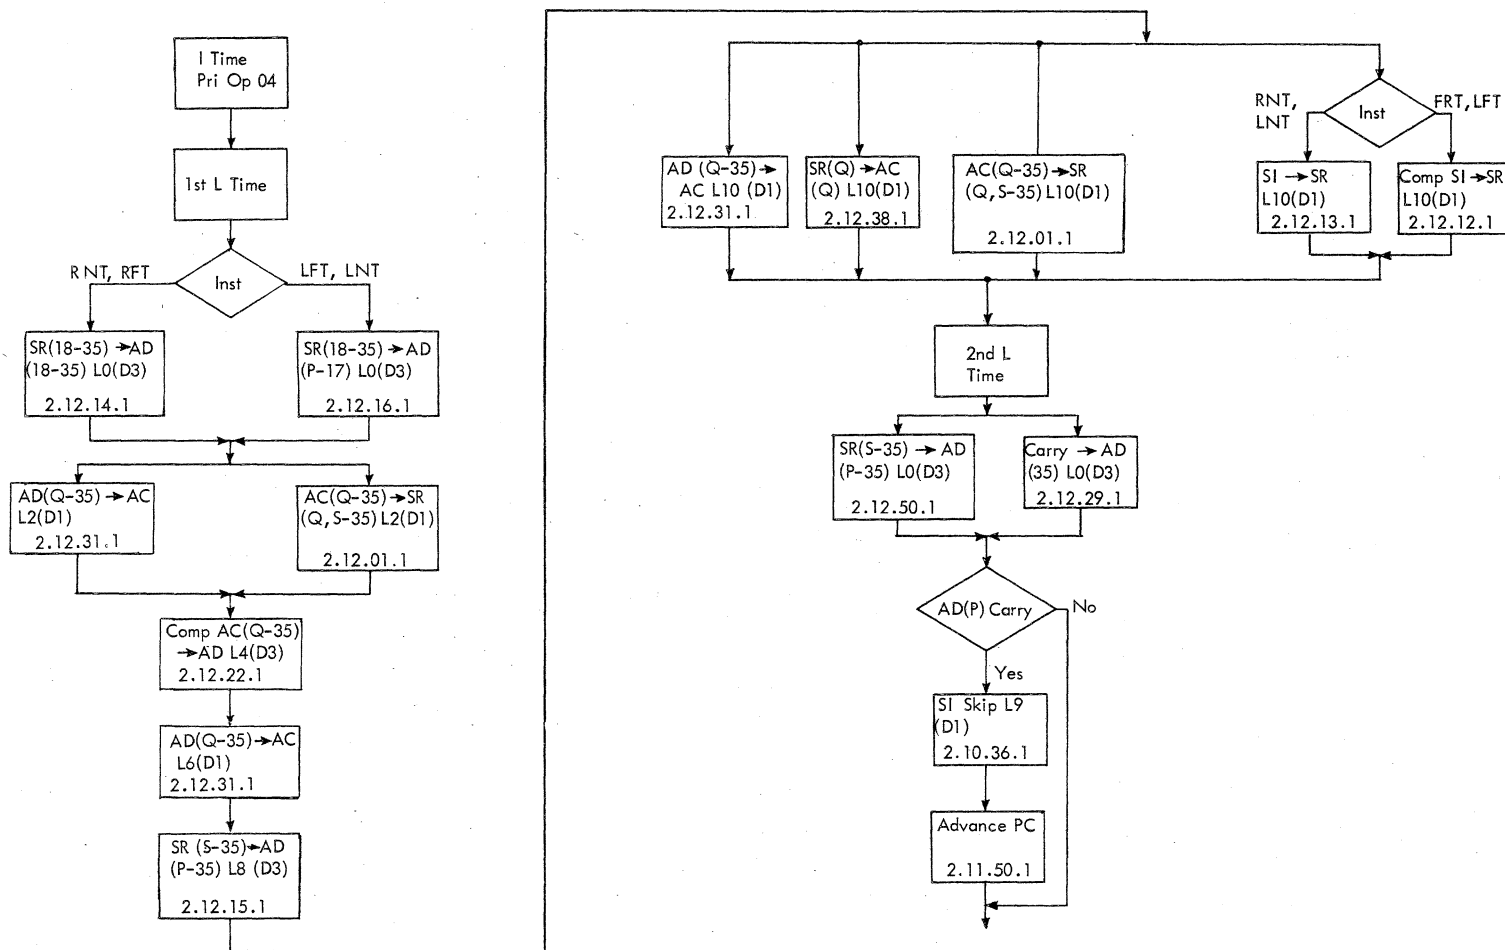 I Time
Pri Op 04
1st L Time
RNT, RFT
Inst
LFT, LNT
SR(18-35) →AD
(18-35) L0(D3)
2.12.14.1
SR(18-35) →AD
(P-17) L0(D3)
2.12.16.1
AD(Q-35) →AC
L2(D1)
2.12.31.1
AC(Q-35)→SR
(Q,S-35) L2(D1)
2.12.01.1
Comp AC(Q-35)
→AD L4(D3)
2.12.22.1
AD(Q-35)→AC
L6(D1)
2.12.31.1
SR (S-35)→AD
(P-35) L8 (D3)
2.12.15.1
AD (Q-35)→
AC L10 (D1)
2.12.31.1
SR(Q) →AC
(Q) L10(D1)
2.12.38.1
AC(Q-35)→SR
(Q,S-35) L10(D1)
2.12.01.1
RNT,
LNT
Inst
FRT, LFT
SI →SR
L10(D1)
2.12.13.1
Comp SI→SR
L10(D1)
2.12.12.1
2nd L
Time
SR(S-35) → AD
(P-35) L0(D3)
2.12.50.1
Carry → AD
(35) L0(D3)
2.12.29.1
AD(P) Carry
No
Yes
SI Skip L9
(D1)
2.10.36.1
Advance PC
2.11.50.1